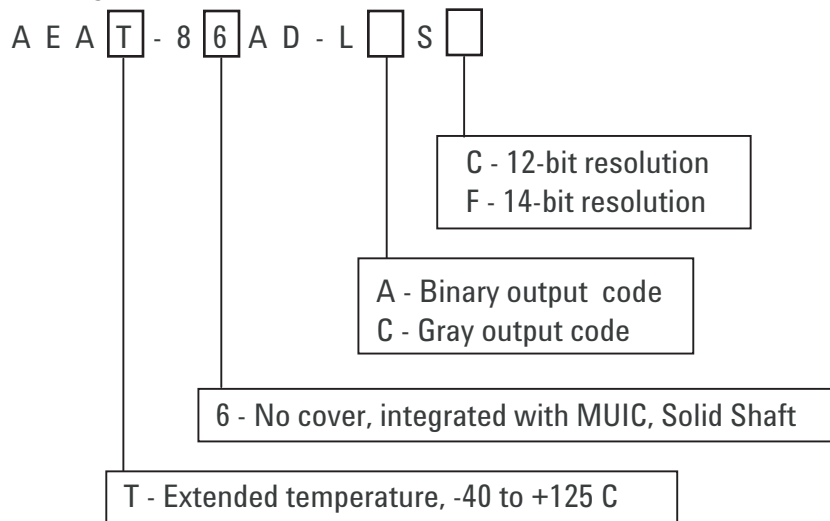 A E A T - 8 6 A D - L S
C - 12-bit resolution
F - 14-bit resolution
A - Binary output code
C - Gray output code
6 - No cover, integrated with MUIC, Solid Shaft
T - Extended temperature, -40 to +125 C